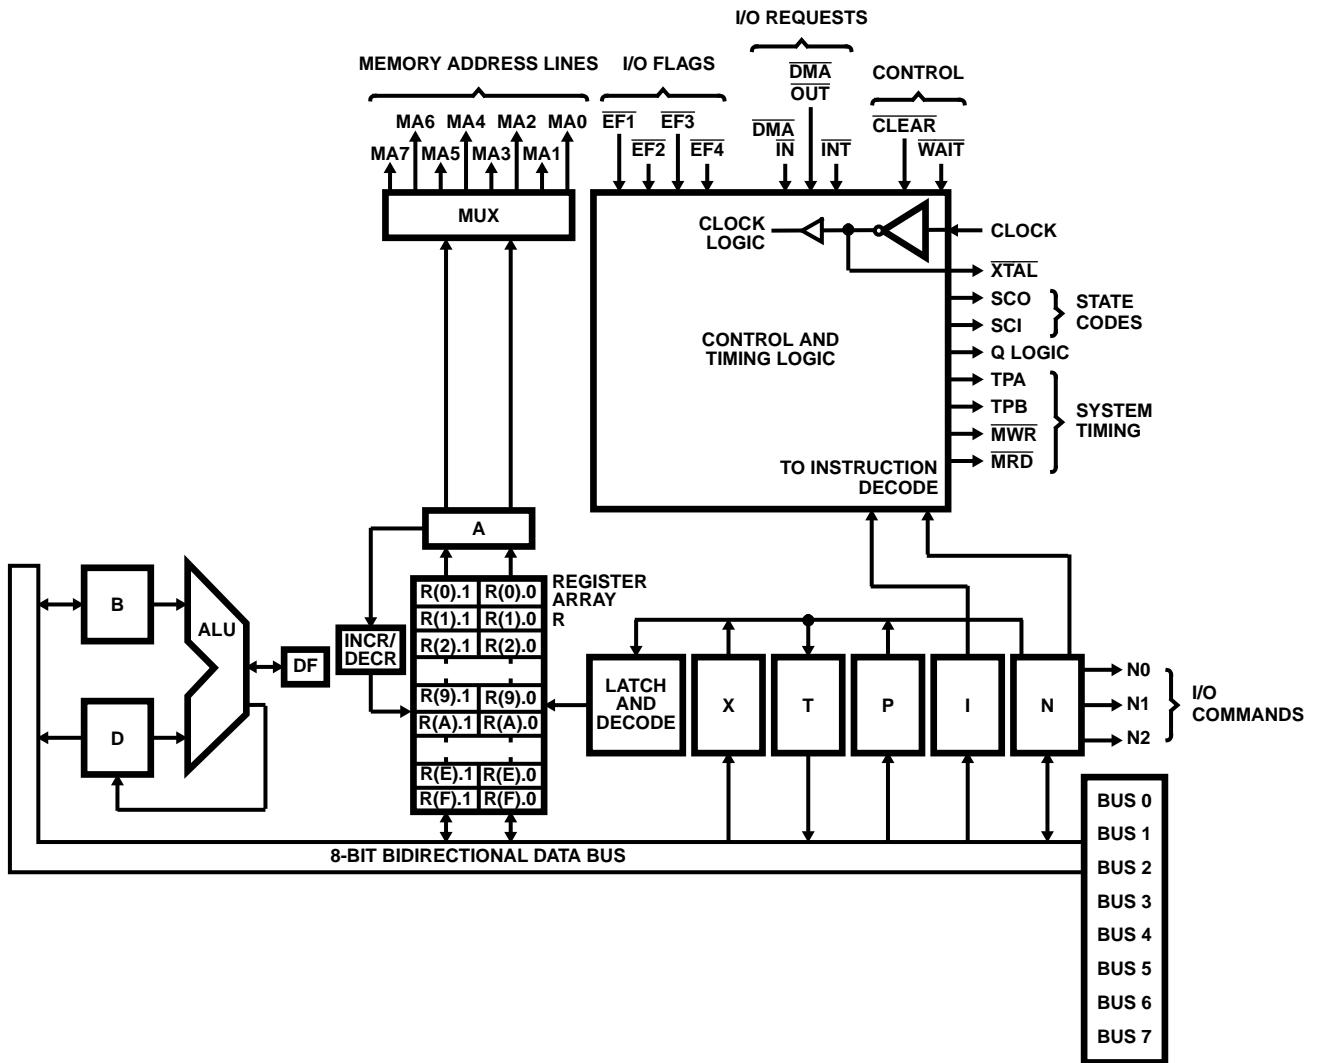 I/O REQUESTS
MEMORY ADDRESS LINES
I/O FLAGS
DMA
OUT
CONTROL
MA6 MA4 MA2 MA0
EF1 EF3
DMA
IN
CLEAR
MA7 MA5 MA3 MA1
EF2 EF4
INT
WAIT
MUX
CLOCK
LOGIC
CLOCK
XTAL
SCO
SCI
STATE
CODES
CONTROL AND
TIMING LOGIC
Q LOGIC
TPA
TPB
MWR
MRD
SYSTEM
TIMING
TO INSTRUCTION
DECODE
A
REGISTER
ARRAY
R
R(0).1 R(0).0
R(1).1 R(1).0
R(2).1 R(2).0
R(9).1 R(9).0
R(A).1 R(A).0
R(E).1 R(E).0
R(F).1 R(F).0
B
ALU
DF
INCR/
DECR
D
LATCH
AND
DECODE
X
T
P
I
N
N0
N1
N2
I/O
COMMANDS
8-BIT BIDIRECTIONAL DATA BUS
BUS 0
BUS 1
BUS 2
BUS 3
BUS 4
BUS 5
BUS 6
BUS 7